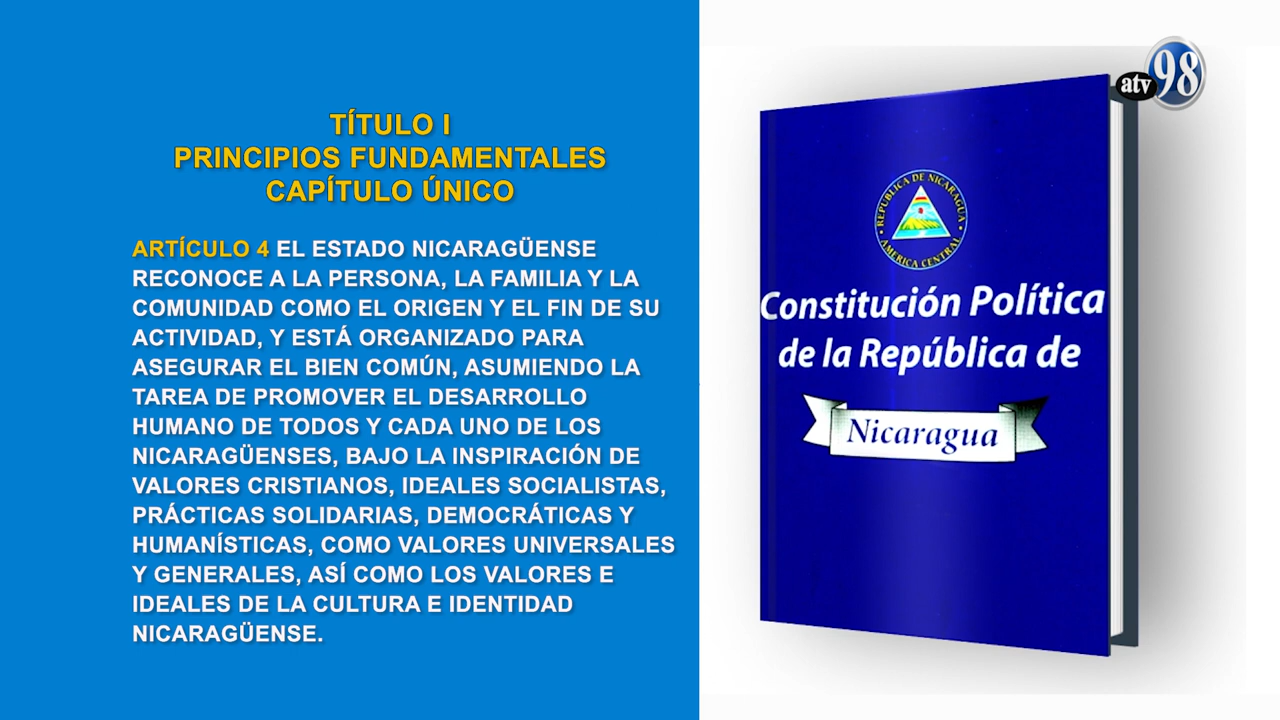 TÍTULO I
PRINCIPIOS FUNDAMENTALES
CAPÍTULO ÚNICO
ARTÍCULO 4 EL ESTADO NICARAGÜENSE
RECONOCE A LA PERSONA, LA FAMILIA Y LA
COMUNIDAD COMO EL ORIGEN Y EL FIN DE SU
ACTIVIDAD, Y ESTÁ ORGANIZADO PARA
ASEGURAR EL BIEN COMÚN, ASUMIENDO LA
TAREA DE PROMOVER EL DESARROLLO
HUMANO DE TODOS Y CADA UNO DE LOS
NICARAGÜENSES, BAJO LA INSPIRACIÓN DE
VALORES CRISTIANOS, IDEALES SOCIALISTAS,
PRÁCTICAS SOLIDARIAS, DEMOCRÁTICAS Y
HUMANÍSTICAS, COMO VALORES UNIVERSALES
Y GENERALES, ASÍ COMO LOS VALORES E
IDEALES DE LA CULTURA E IDENTIDAD
NICARAGÜENSE.
atv 98
REPUBLICA DE NICARAGUA
AMERICA CENTRAL
Constitución Política
de la República de
Nicaragua